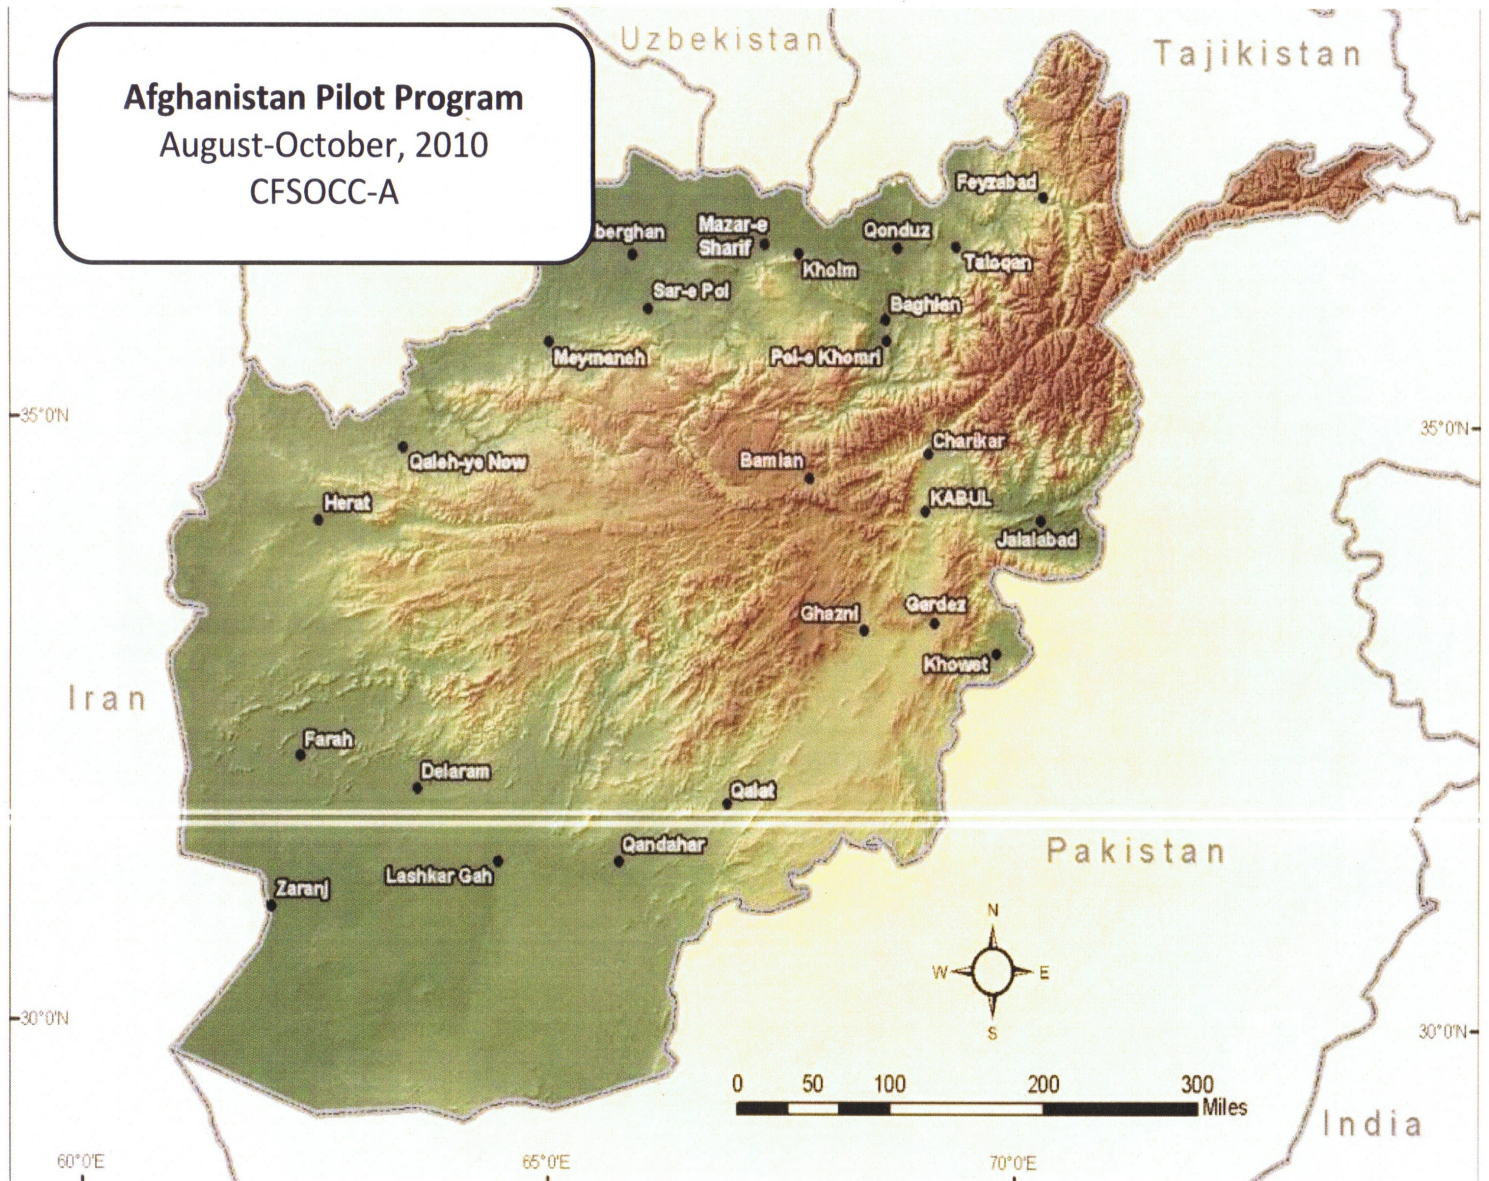 Afghanistan Pilot Program
August-October, 2010
CFSOCC-A
Uzbekistan
Tajikistan
Feyzabad
berghan
Mazar-e
Sharif
Qonduz
Kholm
Taloqan
Sar-e Pol
Baghlan
Meymaneh
Pol-e Khomri
35°0'N
35°0'N
Charikar
Qaleh-ye Now
Bamian
KABUL
Herat
Jalalabad
Ghazni
Gardez
Khowst
Iran
Farah
Delaram
Qalat
Qandahar
Pakistan
Lashkar Gah
Zaranj
N
W E
S
30°0'N
30°0'N
0 50 100 200 300
Miles
India
60°0'E
65°0'E
70°0'E